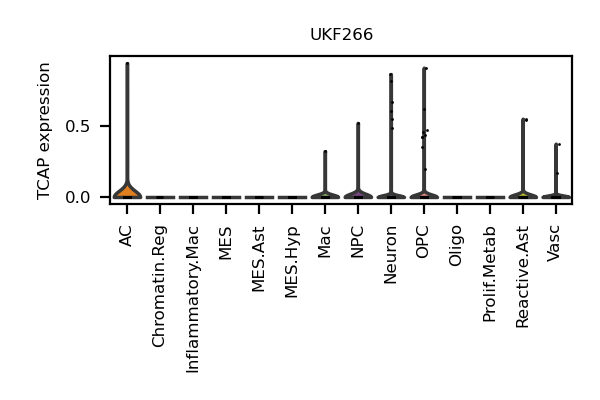 UKF266
TCAP expression
0.5
0.0
AC
Chromatin.Reg
Inflammatory.Mac
MES
MES.Ast
MES.Hyp
Mac
NPC
Neuron
OPC
Oligo
Prolif.Metab
Reactive.Ast
Vasc